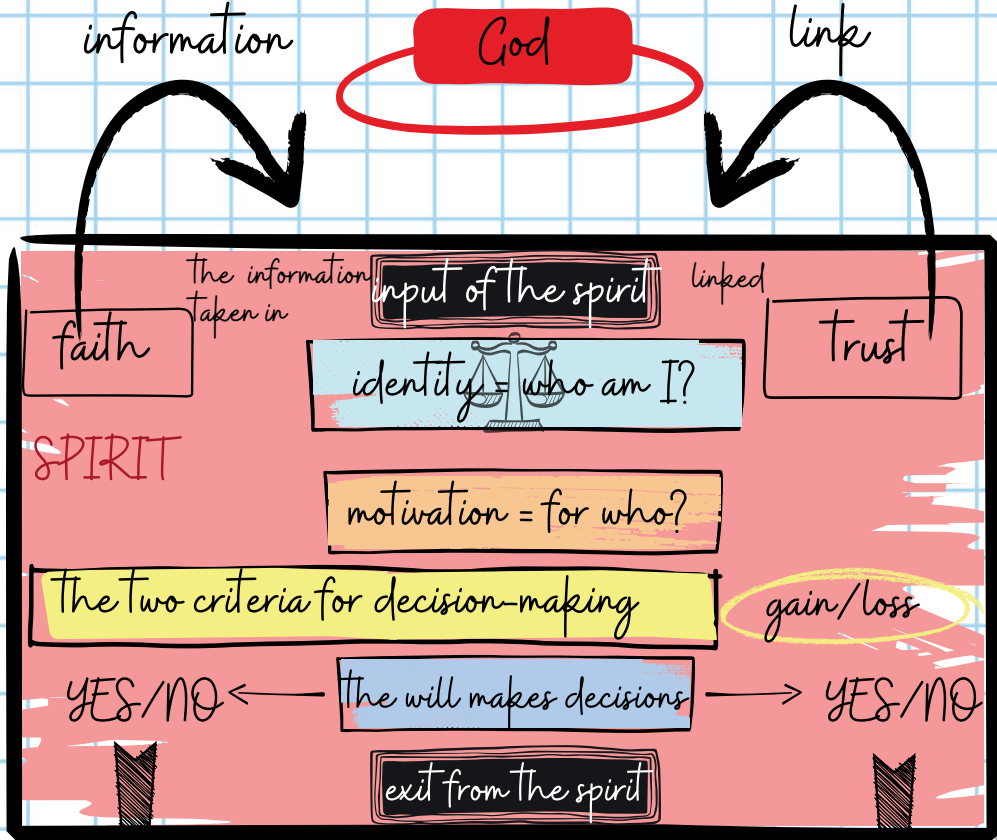 information
God
link
the information
taken in
input of the spirit
linked
faith
trust
identity = who am I?
SPIRIT
motivation = for who?
the two criteria for decision-making
gain/loss
YES/NO
the will makes decisions
YES/NO
exit from the spirit